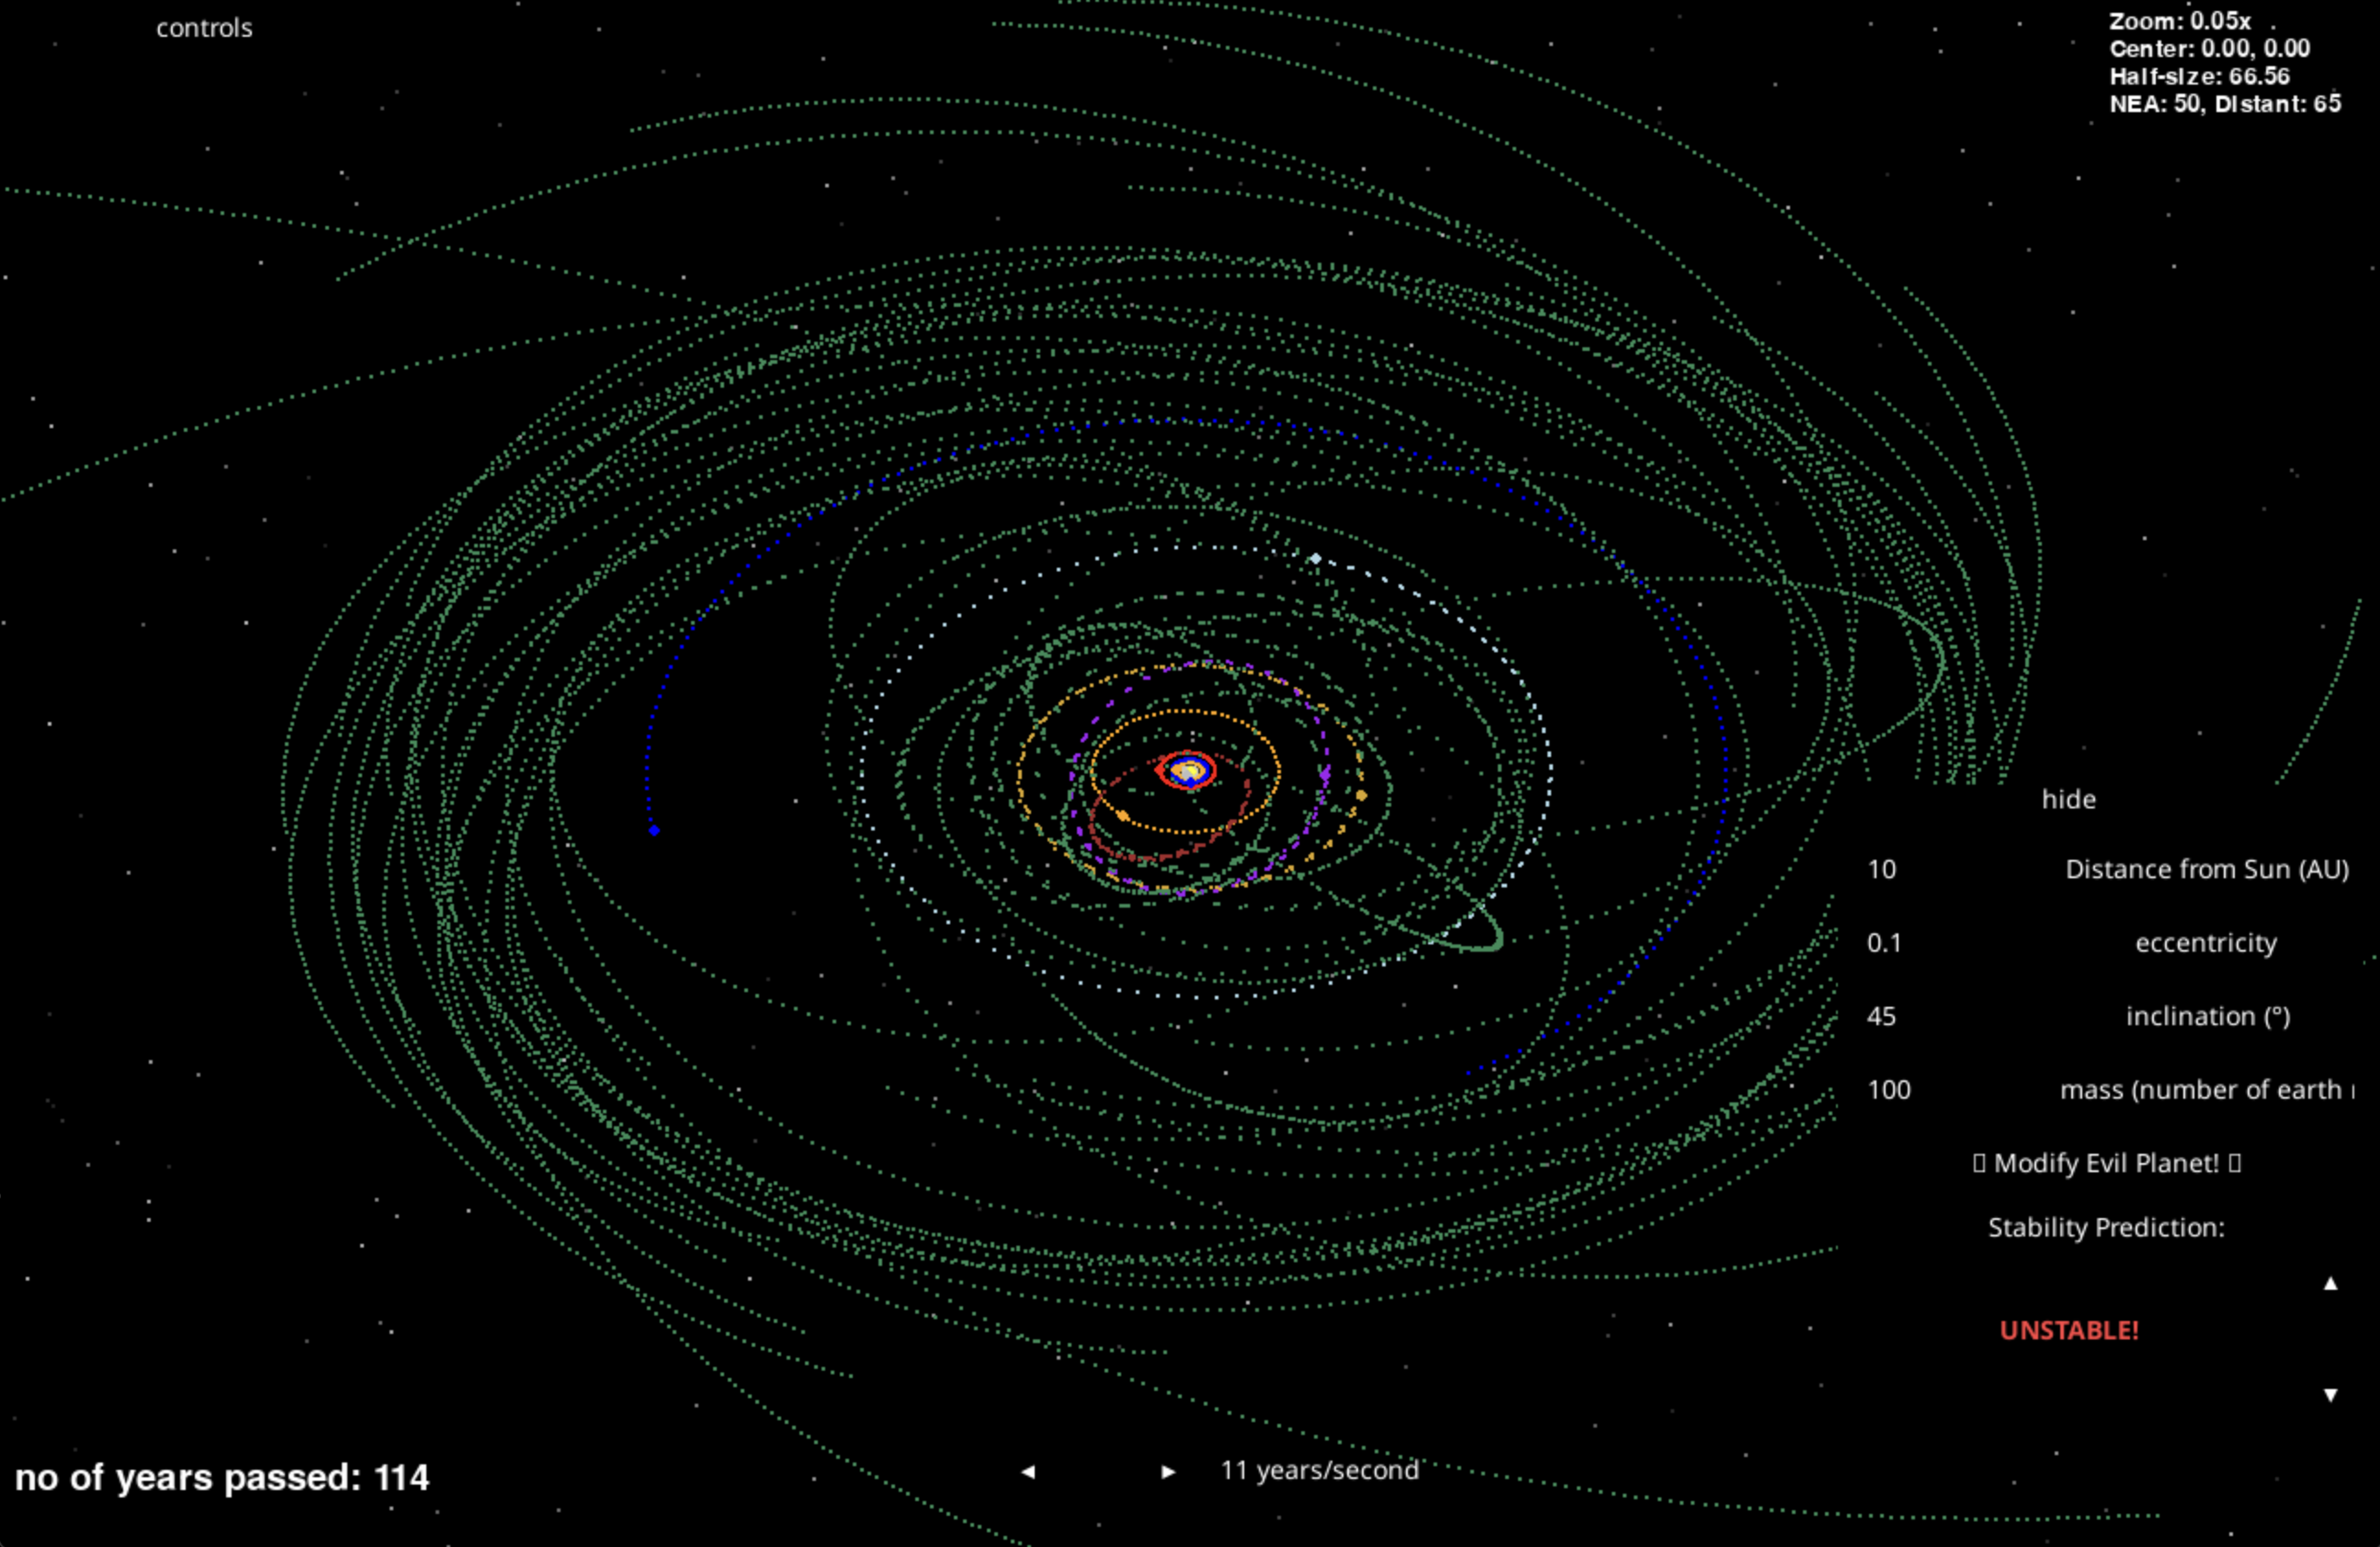 controls
Zoom: 0.05x
Center: 0.00, 0.00
Half-size: 66.56
NEA: 50, Distant: 65
hide
10 Distance from Sun (AU)
0.1 eccentricity
45 inclination (°)
100 mass (number of earth
Modify Evil Planet!
Stability Prediction:
▲
UNSTABLE!
▼
no of years passed: 114
◄ ► 11 years/second